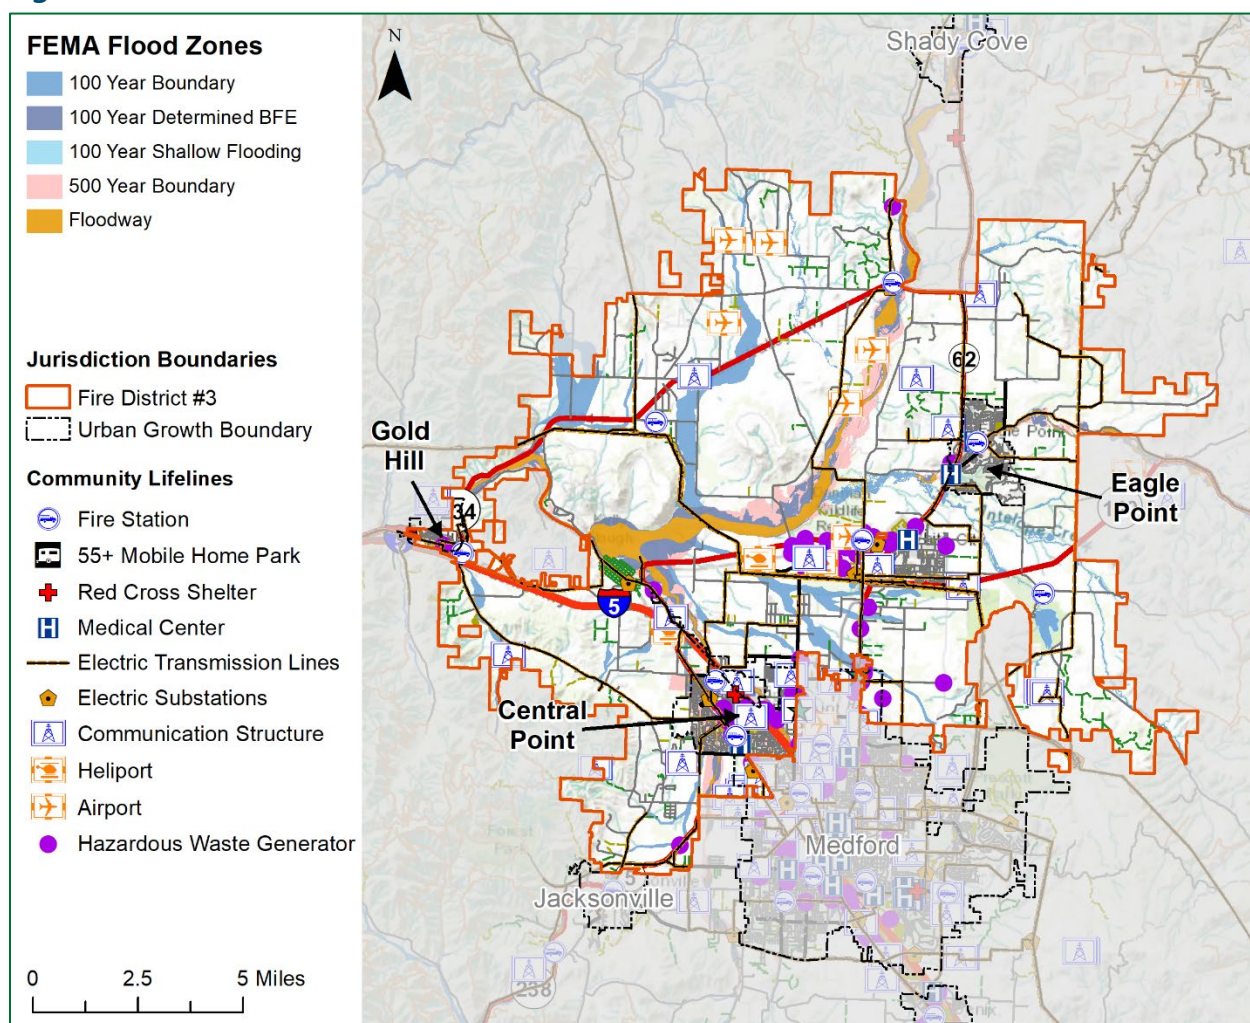 FEMA Flood Zones
100 Year Boundary
100 Year Determined BFE
100 Year Shallow Flooding
500 Year Boundary
Floodway
Jurisdiction Boundaries
Fire District #3
Urban Growth Boundary
Community Lifelines
Fire Station
55+ Mobile Home Park
Red Cross Shelter
H
Medical Center
Electric Transmission Lines
Electric Substations
Communication Structure
Heliport
Airport
Hazardous Waste Generator
0 2.5 5 Miles
N
Shady Cove
62
Gold
Hill
34
Eagle
Point
5
Central
Point
Medford
Jacksonville
238